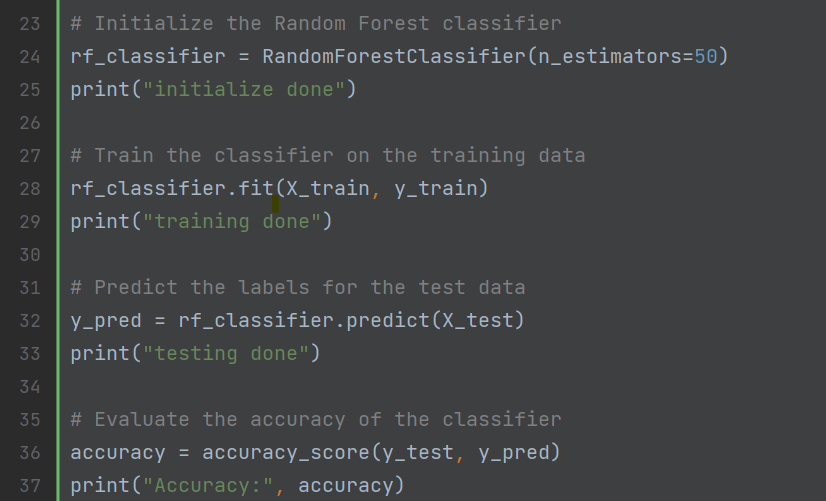 23 # Initialize the Random Forest classifier
24 rf_classifier = RandomForestClassifier(n_estimators=50)
25 print("initialize done")
26
27 # Train the classifier on the training data
28 rf_classifier.fit(X_train, y_train)
29 print("training done")
30
31 # Predict the labels for the test data
32 y_pred = rf_classifier.predict(X_test)
33 print("testing done")
34
35 # Evaluate the accuracy of the classifier
36 accuracy = accuracy_score(y_test, y_pred)
37 print("Accuracy:", accuracy)